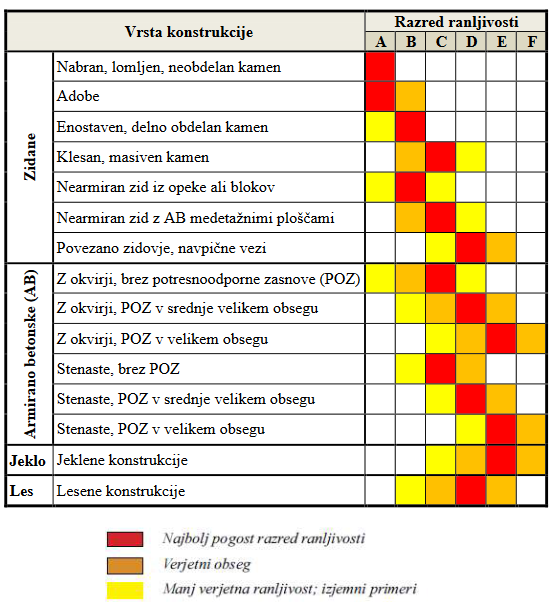 Vrsta konstrukcije
Razred ranljivosti
A B C D E F
Zidane
Nabran, lomljen, neobdelan kamen
Adobe
Enostaven, delno obdelan kamen
Klesan, masiven kamen
Nearmiran zid iz opeke ali blokov
Nearmiran zid z AB medetažnimi ploščami
Povezano zidovje, navpične vezi
Armirano betonske (AB)
Z okvirji, brez potresnoodporne zasnove (POZ)
Z okvirji, POZ v srednje velikem obsegu
Z okvirji, POZ v velikem obsegu
Stenaste, brez POZ
Stenaste, POZ v srednje velikem obsegu
Stenaste, POZ v velikem obsegu
Jeklo Jeklene konstrukcije
Les Lesene konstrukcije
Najbolj pogost razred ranljivosti
Verjetni obseg
Manj verjetna ranljivost; izjemni primeri